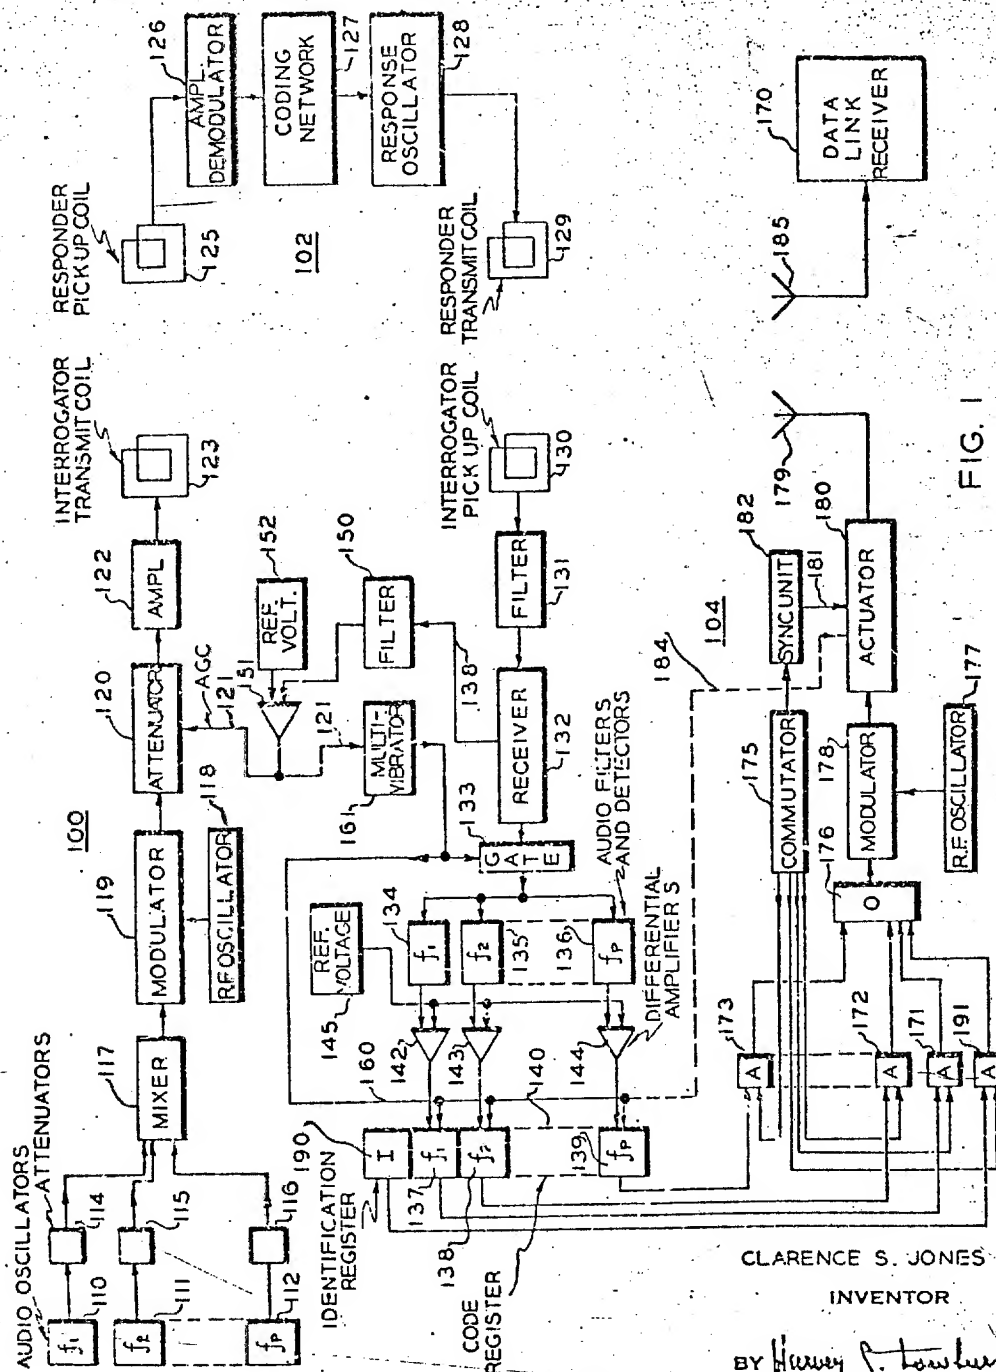 AUDIO OSCILLATORS
ATTENUATORS
f1
110
114
f2
111
115
fP
112
116
MIXER
117
100
MODULATOR
119
R.F. OSCILLATOR
118
ATTENUATOR
120
AGC
121
AMPL
122
INTERROGATOR
TRANSMIT COIL
123
RESPONDER
PICK UP COIL
125
AMPL.
DEMODULATOR
126
CODING
NETWORK
127
RESPONSE
OSCILLATOR
128
102
RESPONDER
TRANSMIT COIL
129
INTERROGATOR
PICK UP COIL
130
FILTER
131
RECEIVER
132
138
FILTER
150
REF.
VOLT.
152
151
121
MULTI-
VIBRATOR
161
GATE
133
AUDIO FILTERS
AND DETECTORS
f1
134
f2
135
fP
136
REF.
VOLTAGE
145
142
143
144
DIFFERENTIAL
AMPLIFIERS
160
140
IDENTIFICATION
REGISTER
190
I
f1
137
f2
138
fP
139
CODE
REGISTER
184
104
A
173
A
172
A
171
A
191
O
176
COMMUTATOR
175
SYNC UNIT
182
181
MODULATOR
178
R.F. OSCILLATOR
177
ACTUATOR
180
179
185
DATA
LINK
RECEIVER
170
FIG. 1
CLARENCE S. JONES
INVENTOR
BY